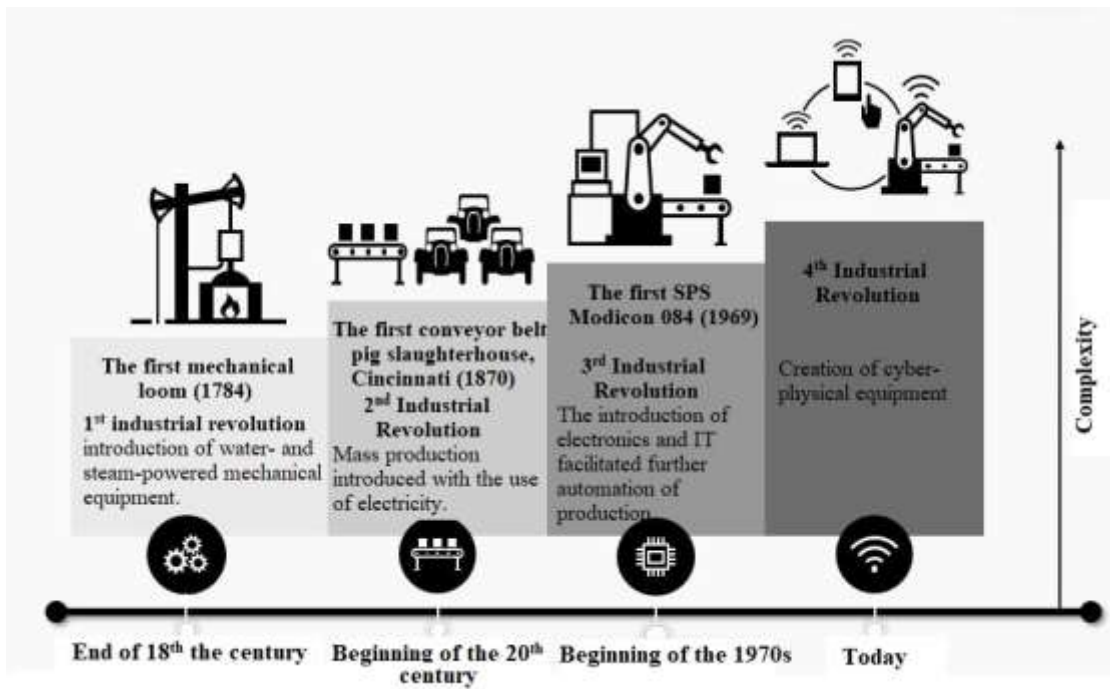 The first mechanical
loom (1784)
1st industrial revolution
introduction of water- and
steam-powered mechanical
equipment.
The first conveyor belt
pig slaughterhouse,
Cincinnati (1870)
2nd Industrial
Revolution
Mass production
introduced with the use
of electricity.
The first SPS
Modicon 084 (1969)
3rd Industrial
Revolution
The introduction of
electronics and IT
facilitated further
automation of
production.
4th Industrial
Revolution
Creation of cyber-
physical equipment
Complexity
End of 18th the century
Beginning of the 20th
century
Beginning of the 1970s
Today